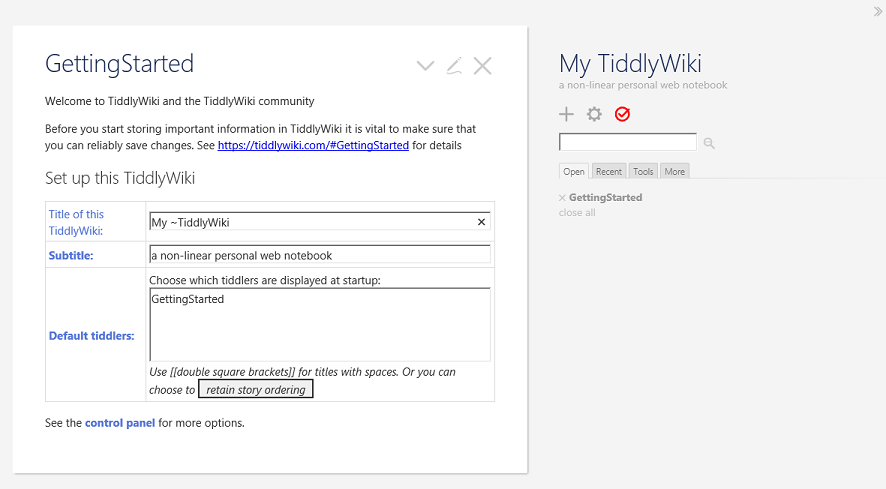 GettingStarted
Welcome to TiddlyWiki and the TiddlyWiki community
Before you start storing important information in TiddlyWiki it is vital to make sure that
you can reliably save changes. See https://tiddlywiki.com/#GettingStarted for details
Set up this TiddlyWiki
Title of this
TiddlyWiki:
My ~TiddlyWiki
Subtitle:
a non-linear personal web notebook
Default tiddlers:
Choose which tiddlers are displayed at startup:
GettingStarted
Use [[double square brackets]] for titles with spaces. Or you can
choose to retain story ordering
See the control panel for more options.
My TiddlyWiki
a non-linear personal web notebook
Open Recent Tools More
GettingStarted
close all